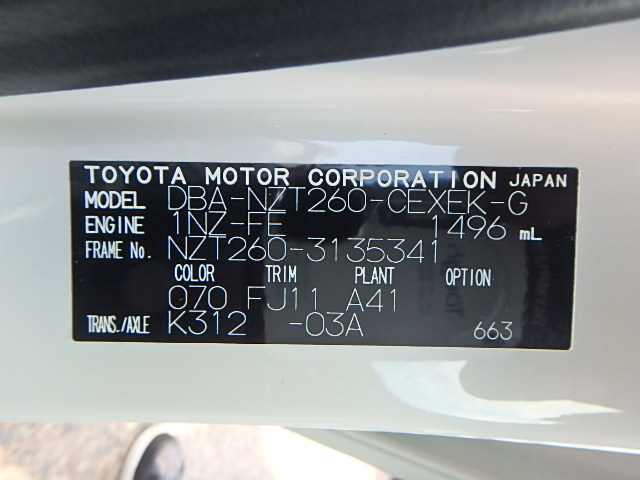 TOYOTA MOTOR CORPORATION JAPAN
MODEL DBA-NZT260-CEXEK-G
ENGINE 1NZ-FE 1496 mL
FRAME No. NZT260-3135341
COLOR TRIM PLANT OPTION
070 FJ11 A41
TRANS./AXLE K312 -03A 663